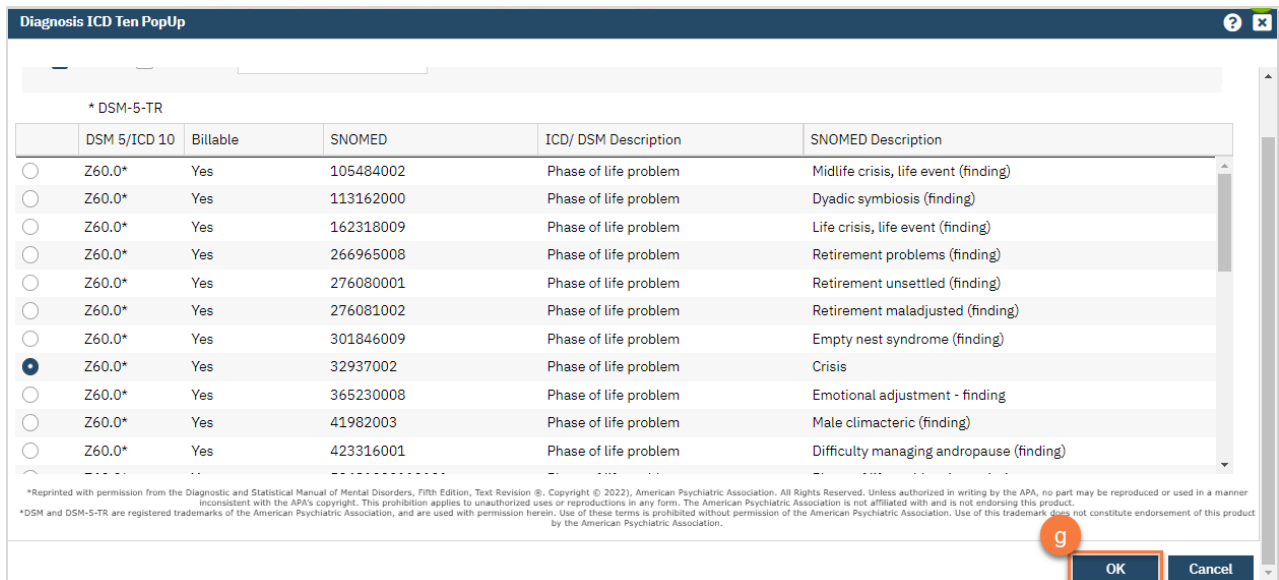 Diagnosis ICD Ten PopUp
* DSM-5-TR
DSM 5/ICD 10 Billable SNOMED ICD/ DSM Description SNOMED Description
Z60.0* Yes 105484002 Phase of life problem Midlife crisis, life event (finding)
Z60.0* Yes 113162000 Phase of life problem Dyadic symbiosis (finding)
Z60.0* Yes 162318009 Phase of life problem Life crisis, life event (finding)
Z60.0* Yes 266965008 Phase of life problem Retirement problems (finding)
Z60.0* Yes 276080001 Phase of life problem Retirement unsettled (finding)
Z60.0* Yes 276081002 Phase of life problem Retirement maladjusted (finding)
Z60.0* Yes 301846009 Phase of life problem Empty nest syndrome (finding)
Z60.0* Yes 32937002 Phase of life problem Crisis
Z60.0* Yes 365230008 Phase of life problem Emotional adjustment - finding
Z60.0* Yes 41982003 Phase of life problem Male climacteric (finding)
Z60.0* Yes 423316001 Phase of life problem Difficulty managing andropause (finding)
*Reprinted with permission from the Diagnostic and Statistical Manual of Mental Disorders, Fifth Edition, Text Revision ®. Copyright © 2022), American Psychiatric Association. All Rights Reserved. Unless authorized in writing by the APA, no part may be reproduced or used in a manner
inconsistent with the APA's copyright. This prohibition applies to unauthorized uses or reproductions in any form. The American Psychiatric Association is not affiliated with and is not endorsing this product.
*DSM and DSM-5-TR are registered trademarks of the American Psychiatric Association, and are used with permission herein. Use of these terms is prohibited without permission of the American Psychiatric Association. Use of this trademark does not constitute endorsement of this product
by the American Psychiatric Association.
g
OK Cancel